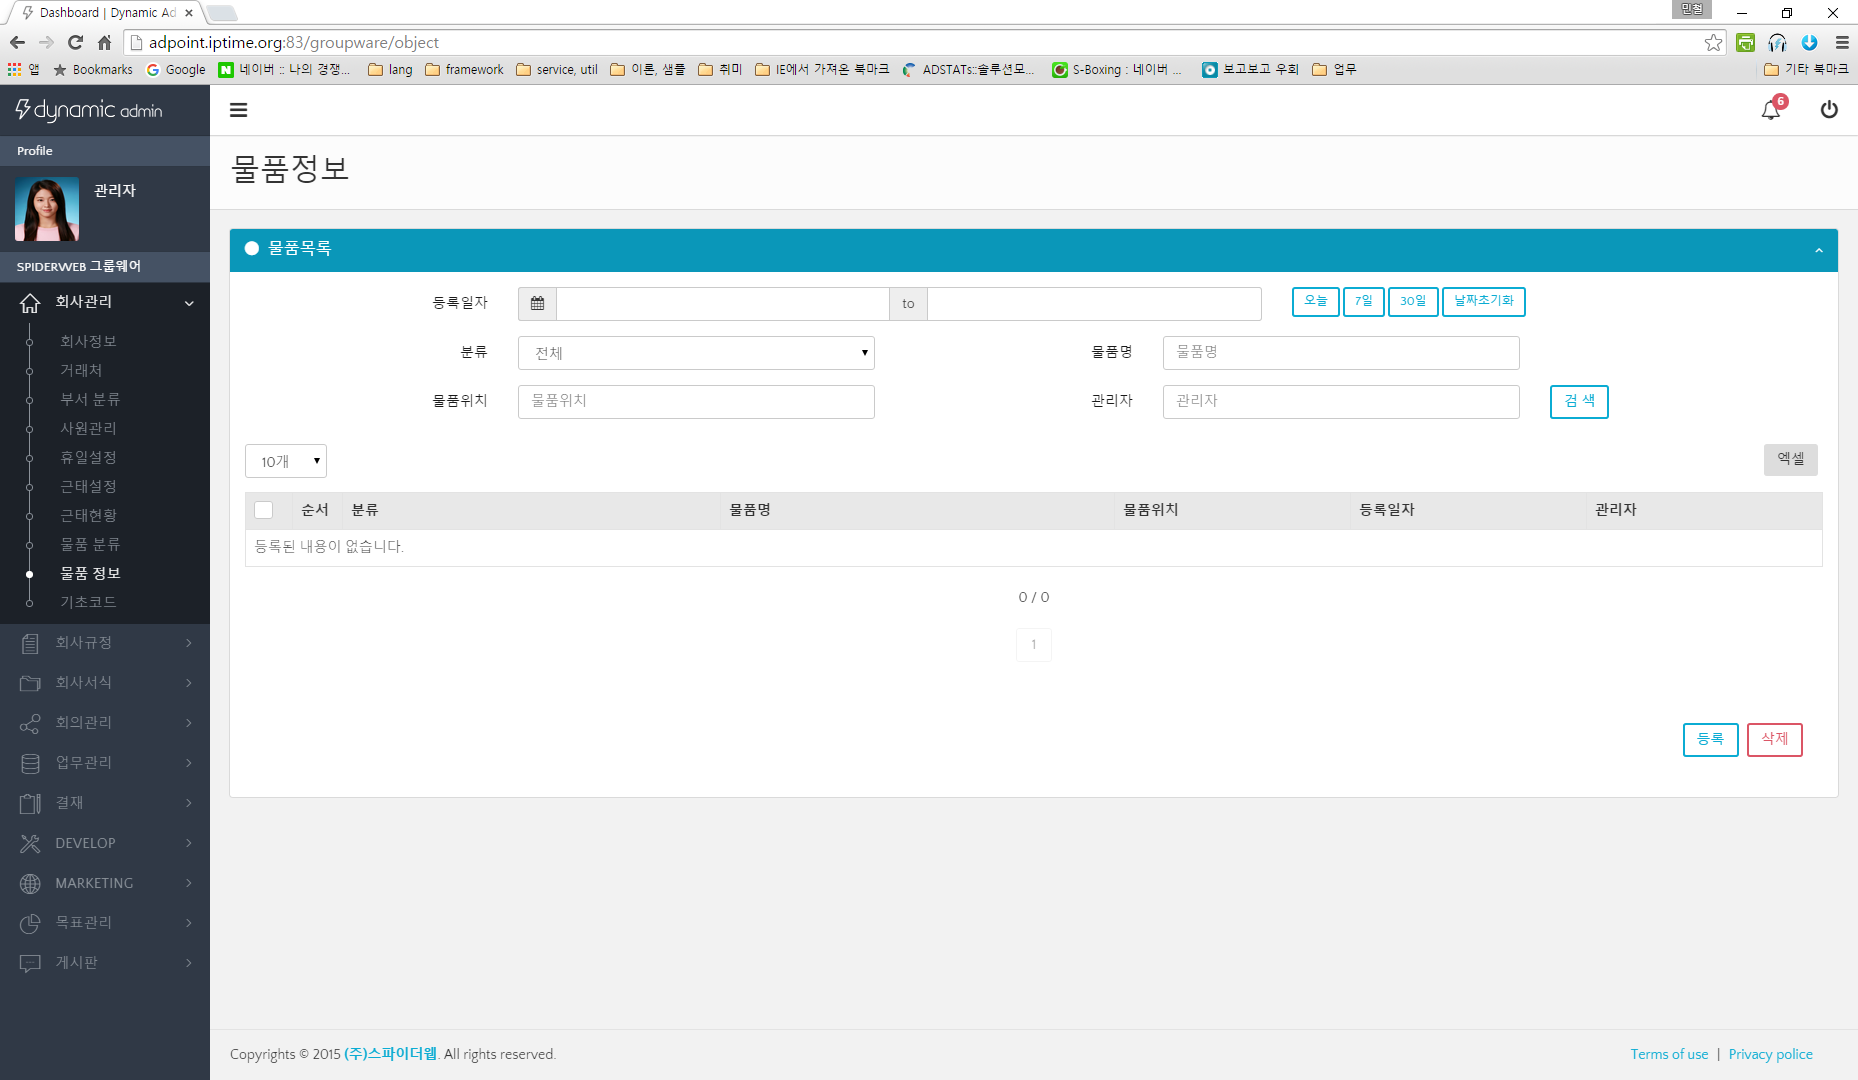 Dashboard | Dynamic Ad
민철
adpoint.iptime.org:83/groupware/object
앱 Bookmarks Google 네이버 :: 나의 경쟁... lang framework service, util 이론, 샘플 취미 IE에서 가져온 북마크 ADSTATs::솔루션모... S-Boxing : 네이버 ... 보고보고 우회 업무 기타 북마크
dynamic admin
6
Profile
관리자
SPIDERWEB 그룹웨어
회사관리
회사정보
거래처
부서 분류
사원관리
휴일설정
근태설정
근태현황
물품 분류
물품 정보
기초코드
회사규정
회사서식
회의관리
업무관리
결재
DEVELOP
MARKETING
목표관리
게시판
물품정보
물품목록
등록일자 to 오늘 7일 30일 날짜초기화
분류 전체 물품명 물품명
물품위치 물품위치 관리자 관리자 검 색
10개 엑셀
순서 분류 물품명 물품위치 등록일자 관리자
등록된 내용이 없습니다.
0 / 0
1
등록 삭제
Copyrights © 2015 (주)스파이더웹. All rights reserved. Terms of use | Privacy police